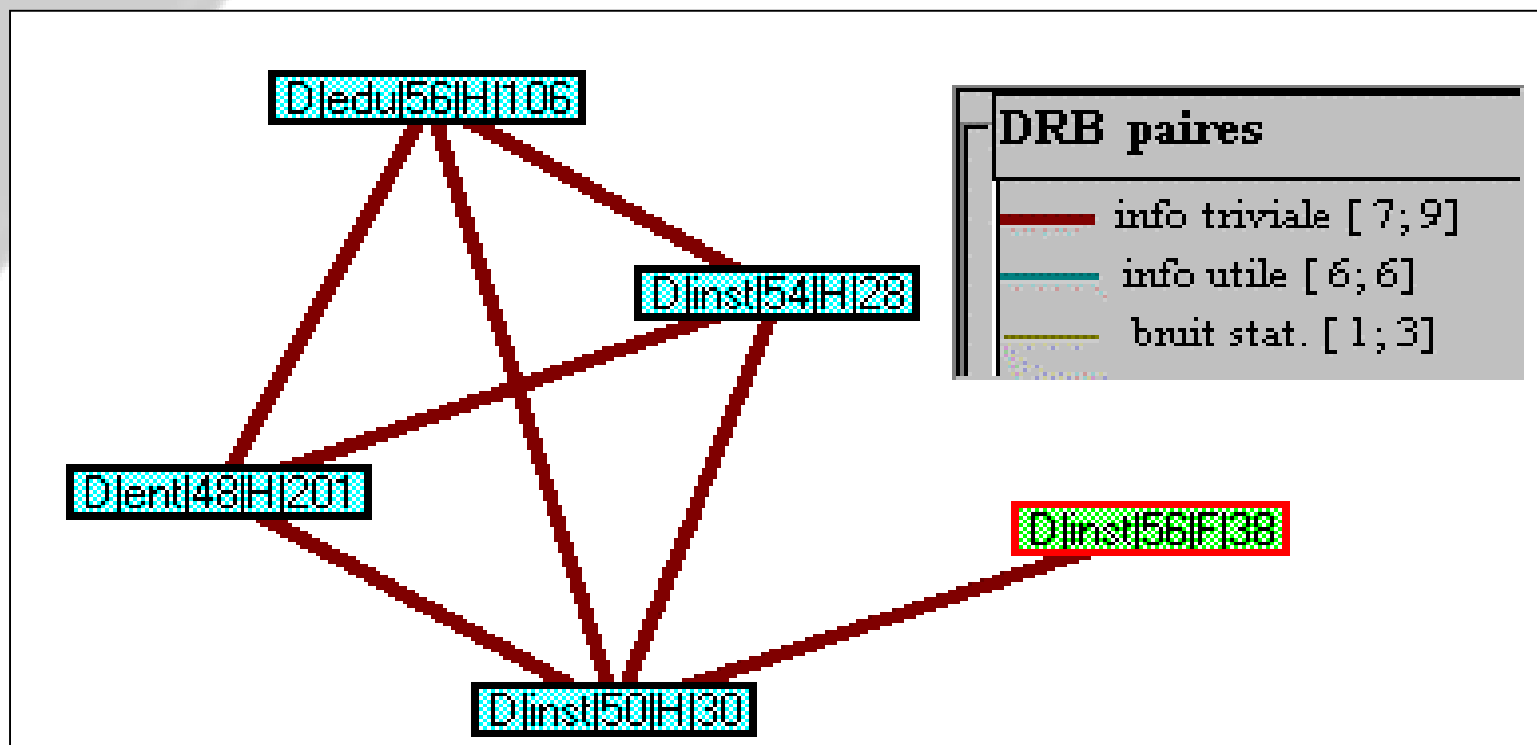 D|edu|56|H|106
DRB paires
info triviale [ 7; 9]
info utile [ 6; 6]
bruit stat. [ 1; 3]
D|inst|54|H|28
D|ent|48|H|201
D|inst|56|F|38
D|inst|50|H|30